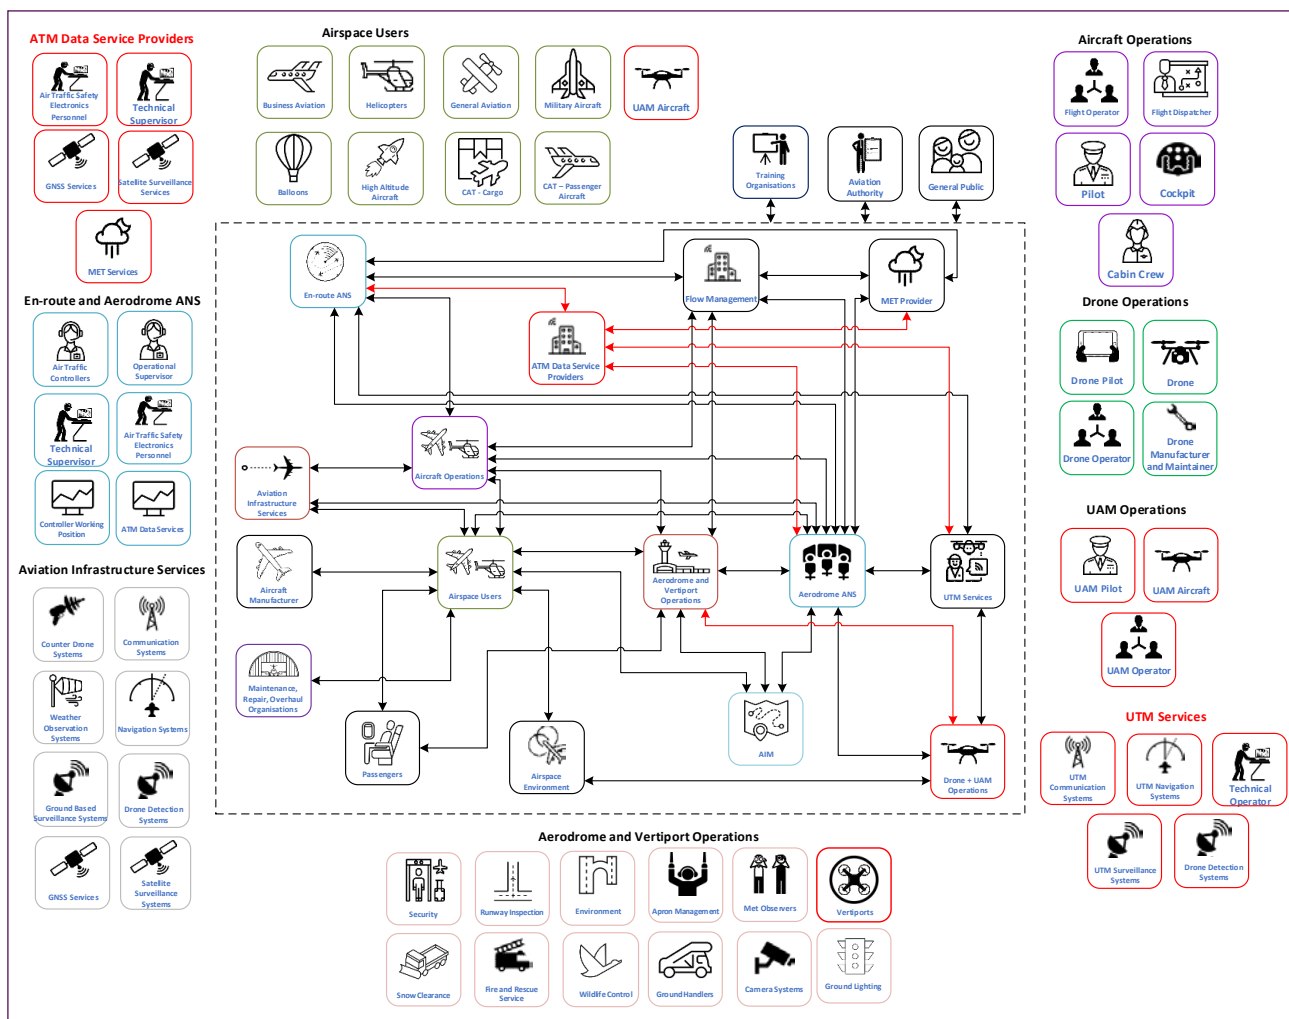 ATM Data Service Providers
Air Traffic Safety
Electronics
Personnel
Technical
Supervisor
GNSS Services
Satellite Surveillance
Services
MET Services
En-route and Aerodrome ANS
Air Traffic
Controllers
Operational
Supervisor
Technical
Supervisor
Air Traffic Safety
Electronics
Personnel
Controller Working
Position
ATM Data Services
Aviation Infrastructure Services
Counter Drone
Systems
Communication
Systems
Weather
Observation
Systems
Navigation Systems
Ground Based
Surveillance Systems
Drone Detection
Systems
GNSS Services
Satellite
Surveillance
Systems
Airspace Users
Business Aviation
Helicopters
General Aviation
Military Aircraft
UAM Aircraft
Balloons
High Altitude
Aircraft
CAT - Cargo
CAT – Passenger
Aircraft
Training
Organisations
Aviation
Authority
General Public
En-route ANS
Flow Management
MET Provider
ATM Data Service
Providers
Aircraft Operations
Aviation
Infrastructure
Services
Aircraft
Manufacturer
Airspace Users
Aerodrome and
Vertiport
Operations
Aerodrome ANS
UTM Services
Maintenance,
Repair, Overhaul
Organisations
Passengers
Airspace
Environment
AIM
Drone + UAM
Operations
Aerodrome and Vertiport Operations
Security
Runway Inspection
Environment
Apron Management
Met Observers
Vertiports
Snow Clearance
Fire and Rescue
Service
Wildlife Control
Ground Handlers
Camera Systems
Ground Lighting
Aircraft Operations
Flight Operator
Flight Dispatcher
Pilot
Cockpit
Cabin Crew
Drone Operations
Drone Pilot
Drone
Drone Operator
Drone
Manufacturer
and Maintainer
UAM Operations
UAM Pilot
UAM Aircraft
UAM Operator
UTM Services
UTM
Communication
Systems
UTM Navigation
Systems
Technical
Operator
UTM Surveillance
Systems
Drone Detection
Systems